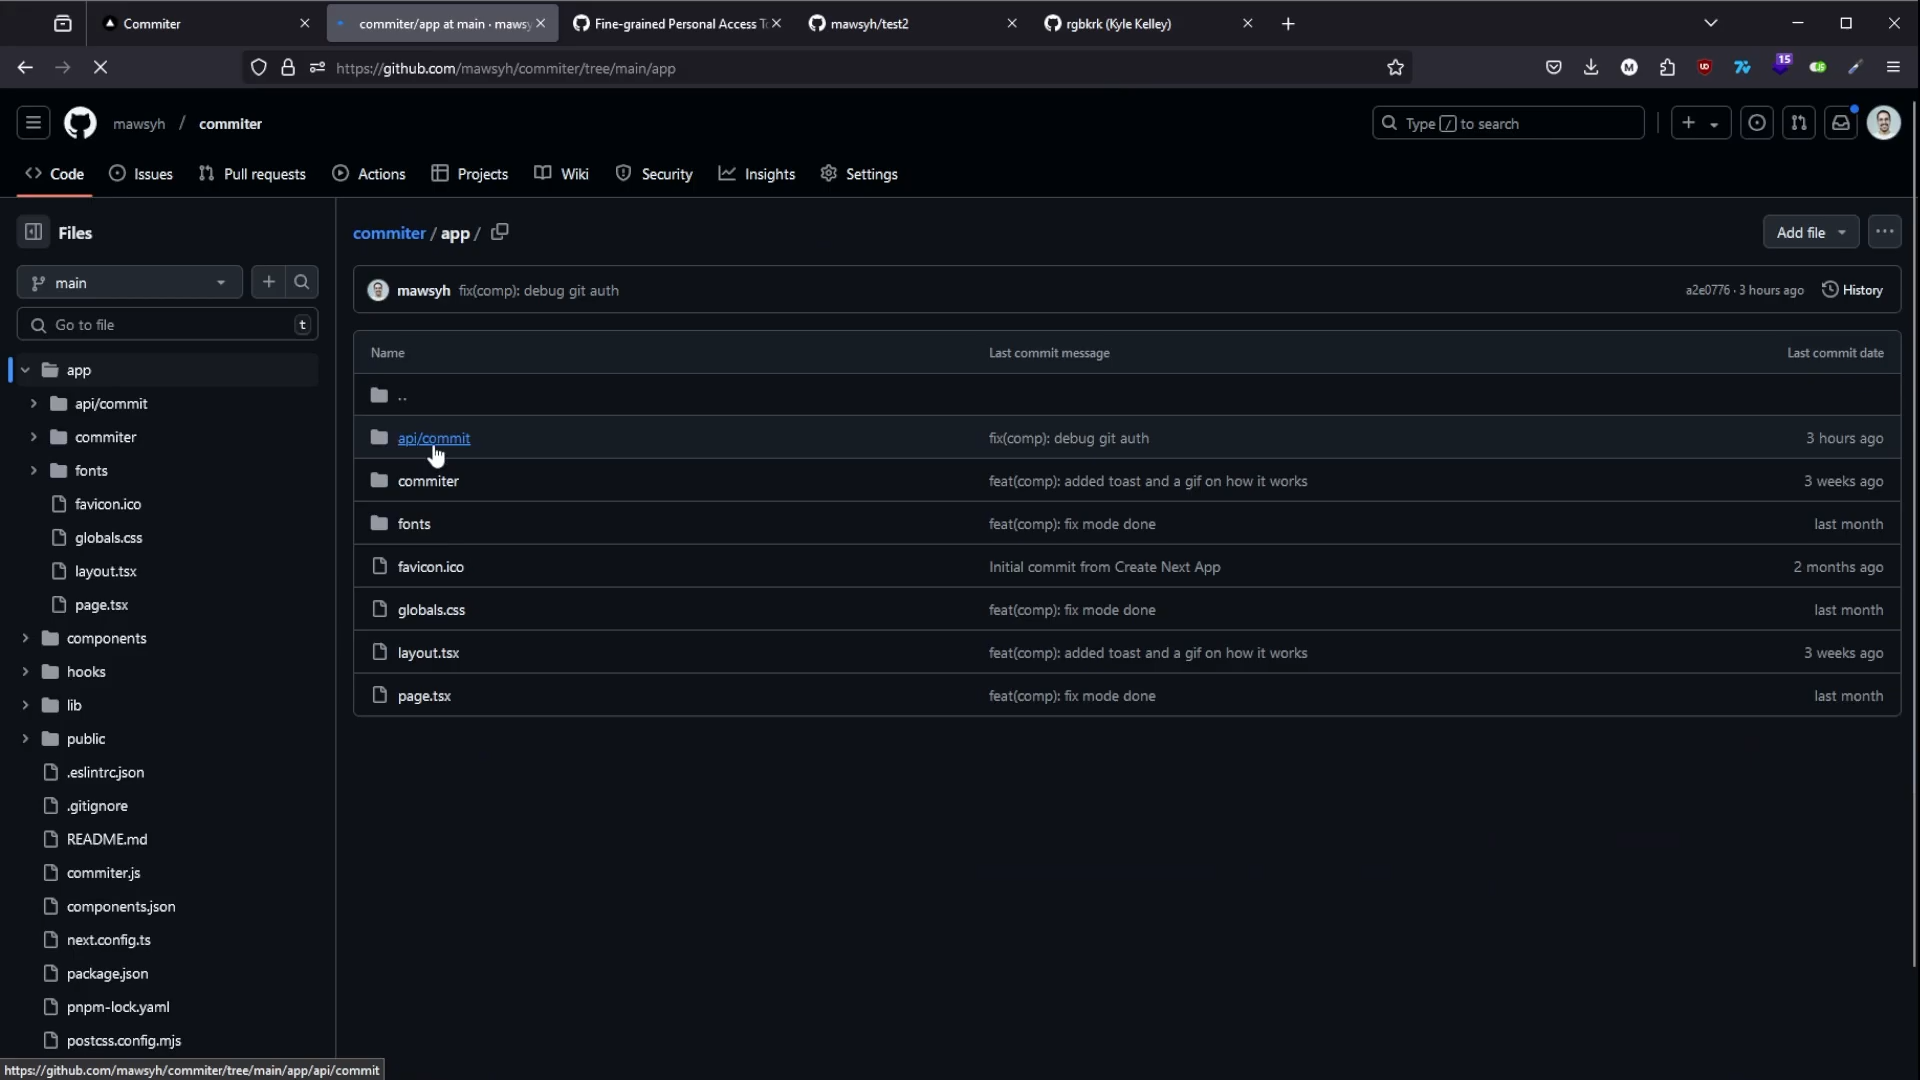 Commiter
commiter/app at main · mawsy
Fine-grained Personal Access T
mawsyh/test2
rgbkrk (Kyle Kelley)
https://github.com/mawsyh/commiter/tree/main/app
15
mawsyh / commiter
Type / to search
Code
Issues
Pull requests
Actions
Projects
Wiki
Security
Insights
Settings
Files
main
Go to file
t
app
api/commit
commiter
fonts
favicon.ico
globals.css
layout.tsx
page.tsx
components
hooks
lib
public
.eslintrc.json
.gitignore
README.md
commiter.js
components.json
next.config.ts
package.json
pnpm-lock.yaml
postcss.config.mjs
commiter / app /
Add file
mawsyh fix(comp): debug git auth
a2e0776 · 3 hours ago
History
Name Last commit message Last commit date
..
api/commit fix(comp): debug git auth 3 hours ago
commiter feat(comp): added toast and a gif on how it works 3 weeks ago
fonts feat(comp): fix mode done last month
favicon.ico Initial commit from Create Next App 2 months ago
globals.css feat(comp): fix mode done last month
layout.tsx feat(comp): added toast and a gif on how it works 3 weeks ago
page.tsx feat(comp): fix mode done last month
https://github.com/mawsyh/commiter/tree/main/app/api/commit